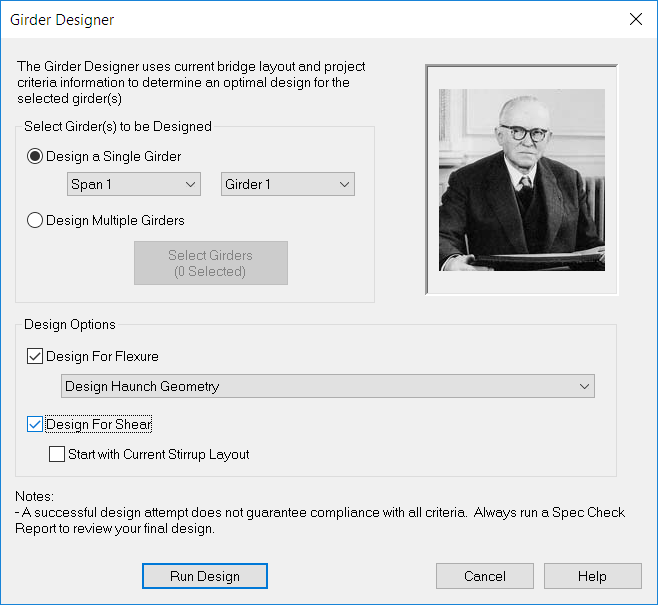 Girder Designer
The Girder Designer uses current bridge layout and project
criteria information to determine an optimal design for the
selected girder(s)
Select Girder(s) to be Designed
Design a Single Girder
Span 1
Girder 1
Design Multiple Girders
Select Girders
(0 Selected)
Design Options
Design For Flexure
Design Haunch Geometry
Design For Shear
Start with Current Stirrup Layout
Notes:
- A successful design attempt does not guarantee compliance with all criteria.  Always run a Spec Check
Report to review your final design.
Run Design
Cancel
Help